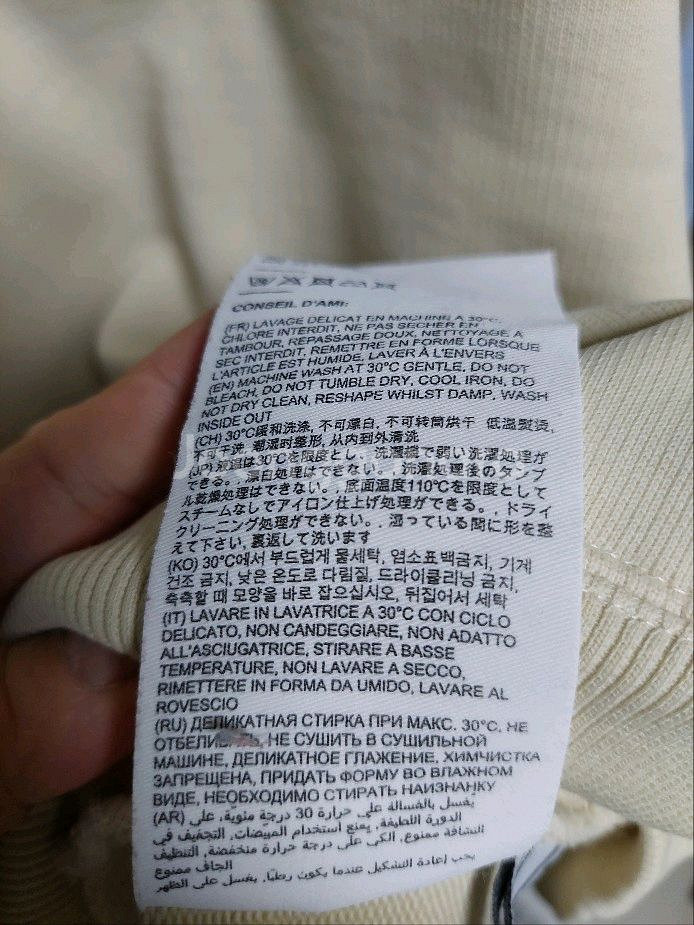 CONSEIL D'AMI:
(FR) LAVAGE DELICAT EN MACHINE A 30°C,
CHLORE INTERDIT, NE PAS SECHER EN
TAMBOUR, REPASSAGE DOUX, NETTOYAGE A
SEC INTERDIT, REMETTRE EN FORME LORSQUE
L'ARTICLE EST HUMIDE, LAVER À L'ENVERS
(EN) MACHINE WASH AT 30°C GENTLE, DO NOT
BLEACH, DO NOT TUMBLE DRY, COOL IRON, DO
NOT DRY CLEAN, RESHAPE WHILST DAMP, WASH
INSIDE OUT
(CH) 30°C缓和洗涤, 不可漂白, 不可转筒烘干 低温熨烫,
不可干洗, 潮湿时整形, 从内到外清洗
(JP) 液温は30℃を限度とし、洗濯機で弱い洗濯処理が
できる。, 漂白処理はできない。, 洗濯処理後のタンブ
ル乾燥処理はできない。, 底面温度110℃を限度として
スチームなしでアイロン仕上げ処理ができる。, ドライ
クリーニング処理ができない。, 湿っている間に形を整
えて下さい, 裏返して洗います
(KO) 30°C에서 부드럽게 물세탁, 염소표백금지, 기계
건조 금지, 낮은 온도로 다림질, 드라이클리닝 금지,
축축할 때 모양을 바로 잡으십시오, 뒤집어서 세탁
(IT) LAVARE IN LAVATRICE A 30°C CON CICLO
DELICATO, NON CANDEGGIARE, NON ADATTO
ALL'ASCIUGATRICE, STIRARE A BASSE
TEMPERATURE, NON LAVARE A SECCO,
RIMETTERE IN FORMA DA UMIDO, LAVARE AL
ROVESCIO
(RU) ДЕЛИКАТНАЯ СТИРКА ПРИ МАКС. 30°C, НЕ
НЕ СУШИТЬ В СУШИЛЬНОЙ
МАШИНЕ, ДЕЛИКАТНОЕ ГЛАЖЕНИЕ, ХИМЧИСТКА
ЗАПРЕЩЕНА, ПРИДАТЬ ФОРМУ ВО ВЛАЖНОМ
ВИДЕ, НЕОБХОДИМО СТИРАТЬ НАИЗНАНКУ
(AR) يغسل بالغسالة على حرارة 30 درجة مئوية, على
الدورة اللطيفة, يمنع استخدام المبيضات, التجفيف في
النشافة ممنوع, الكي على درجة حرارة منخفضة, التنظيف
الجاف ممنوع
يجب إعادة التشكيل عندما يكون رطبا, يغسل على الظهر